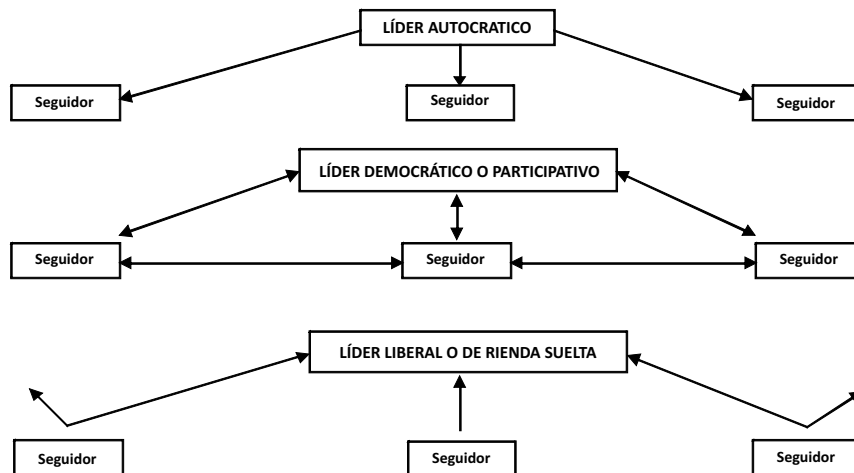 LÍDER AUTOCRATICO
Seguidor Seguidor Seguidor
LÍDER DEMOCRÁTICO O PARTICIPATIVO
Seguidor Seguidor Seguidor
LÍDER LIBERAL O DE RIENDA SUELTA
Seguidor Seguidor Seguidor